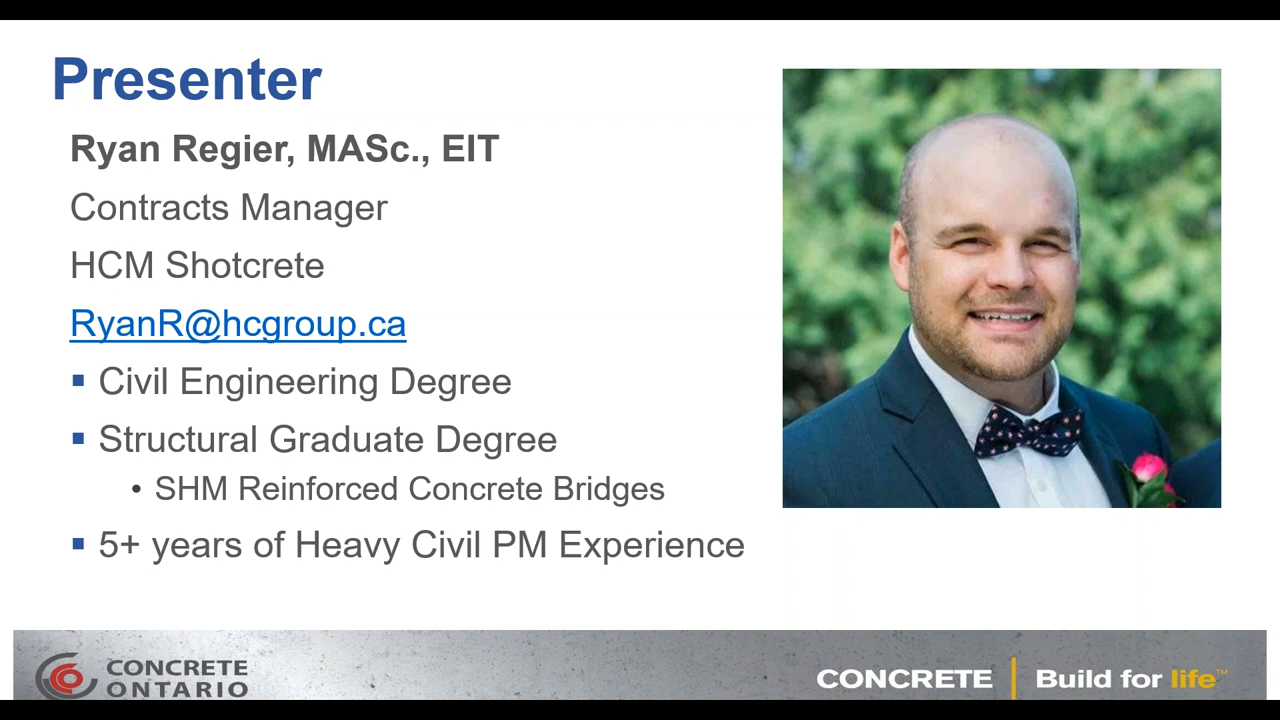 Presenter
Ryan Regier, MASc., EIT
Contracts Manager
HCM Shotcrete
RyanR@hcgroup.ca
▪ Civil Engineering Degree
▪ Structural Graduate Degree
• SHM Reinforced Concrete Bridges
▪ 5+ years of Heavy Civil PM Experience
CONCRETE
ONTARIO
CONCRETE | Build for life™